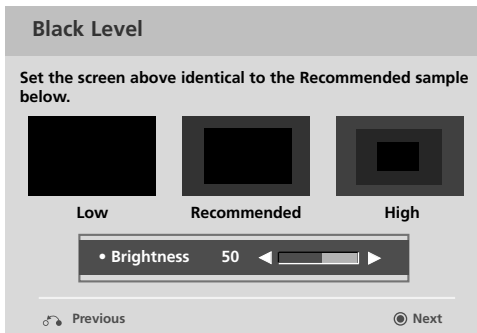 Black Level
Set the screen above identical to the Recommended sample
below.
Low Recommended High
• Brightness 50
Previous Next